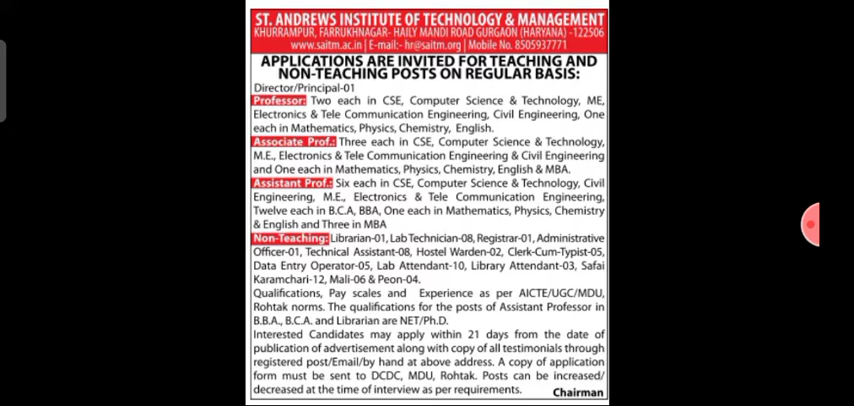 ST. ANDREWS INSTITUTE OF TECHNOLOGY & MANAGEMENT
KHURRAMPUR, FARRUKHNAGAR- HAILY MANDI ROAD GURGAON (HARYANA) -122506
www.saitm.ac.in | E-mail:- hr@saitm.org | Mobile No. 8505937771
APPLICATIONS ARE INVITED FOR TEACHING AND
NON-TEACHING POSTS ON REGULAR BASIS:
Director/Principal-01
Professor: Two each in CSE, Computer Science & Technology, ME,
Electronics & Tele Communication Engineering, Civil Engineering, One
each in Mathematics, Physics, Chemistry, English.
Associate Prof.: Three each in CSE, Computer Science & Technology,
M.E., Electronics & Tele Communication Engineering & Civil Engineering
and One each in Mathematics, Physics, Chemistry, English & MBA.
Assistant Prof.: Six each in CSE, Computer Science & Technology, Civil
Engineering, M.E., Electronics & Tele Communication Engineering,
Twelve each in B.C.A, BBA, One each in Mathematics, Physics, Chemistry
& English and Three in MBA
Non-Teaching: Librarian-01, Lab Technician-08, Registrar-01, Administrative
Officer-01, Technical Assistant-08, Hostel Warden-02, Clerk-Cum-Typist-05,
Data Entry Operator-05, Lab Attendant-10, Library Attendant-03, Safai
Karamchari-12, Mali-06 & Peon-04.
Qualifications, Pay scales and Experience as per AICTE/UGC/MDU,
Rohtak norms. The qualifications for the posts of Assistant Professor in
B.B.A., B.C.A. and Librarian are NET/Ph.D.
Interested Candidates may apply within 21 days from the date of
publication of advertisement along with copy of all testimonials through
registered post/Email/by hand at above address. A copy of application
form must be sent to DCDC, MDU, Rohtak. Posts can be increased/
decreased at the time of interview as per requirements.
Chairman